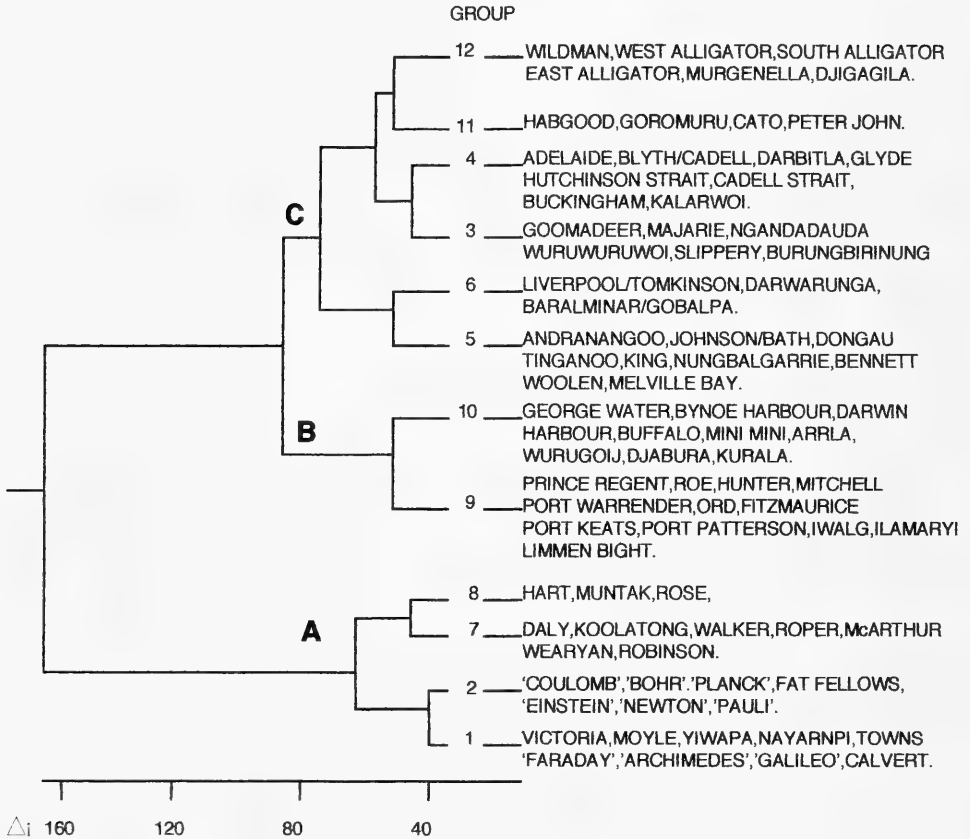 GROUP
12 WILDMAN,WEST ALLIGATOR,SOUTH ALLIGATOR
EAST ALLIGATOR,MURGENELLA,DJIGAGILA.
11 HABGOOD,GOROMURU,CATO,PETER JOHN.
4 ADELAIDE,BLYTH/CADELL,DARBITLA,GLYDE
HUTCHINSON STRAIT,CADELL STRAIT,
BUCKINGHAM,KALARWOI.
C
3 GOOMADEER,MAJARIE,NGANDADAUDA
WURUWURUWOI,SLIPPERY,BURUNGBIRINUNG
6 LIVERPOOL/TOMKINSON,DARWARUNGA,
BARALMINAR/GOBALPA.
5 ANDRANANGOO,JOHNSON/BATH,DONGAU
TINGANOO,KING,NUNGBALGARRIE,BENNETT
WOOLEN,MELVILLE BAY.
10 GEORGE WATER,BYNOE HARBOUR,DARWIN
B HARBOUR,BUFFALO,MINI MINI,ARRLA,
WURUGOIJ,DJABURA,KURALA.
PRINCE REGENT,ROE,HUNTER,MITCHELL
9 PORT WARRENDER,ORD,FITZMAURICE
PORT KEATS,PORT PATTERSON,IWALG,ILAMARYI
LIMMEN BIGHT.
8 HART,MUNTAK,ROSE,
A 7 DALY,KOOLATONG,WALKER,ROPER,McARTHUR
WEARYAN,ROBINSON.
2 'COULOMB','BOHR'.'PLANCK',FAT FELLOWS,
'EINSTEIN','NEWTON','PAULI'.
1 VICTORIA,MOYLE,YIWAPA,NAYARNPI,TOWNS
'FARADAY','ARCHIMEDES','GALILEO',CALVERT.
△i 160 120 80 40